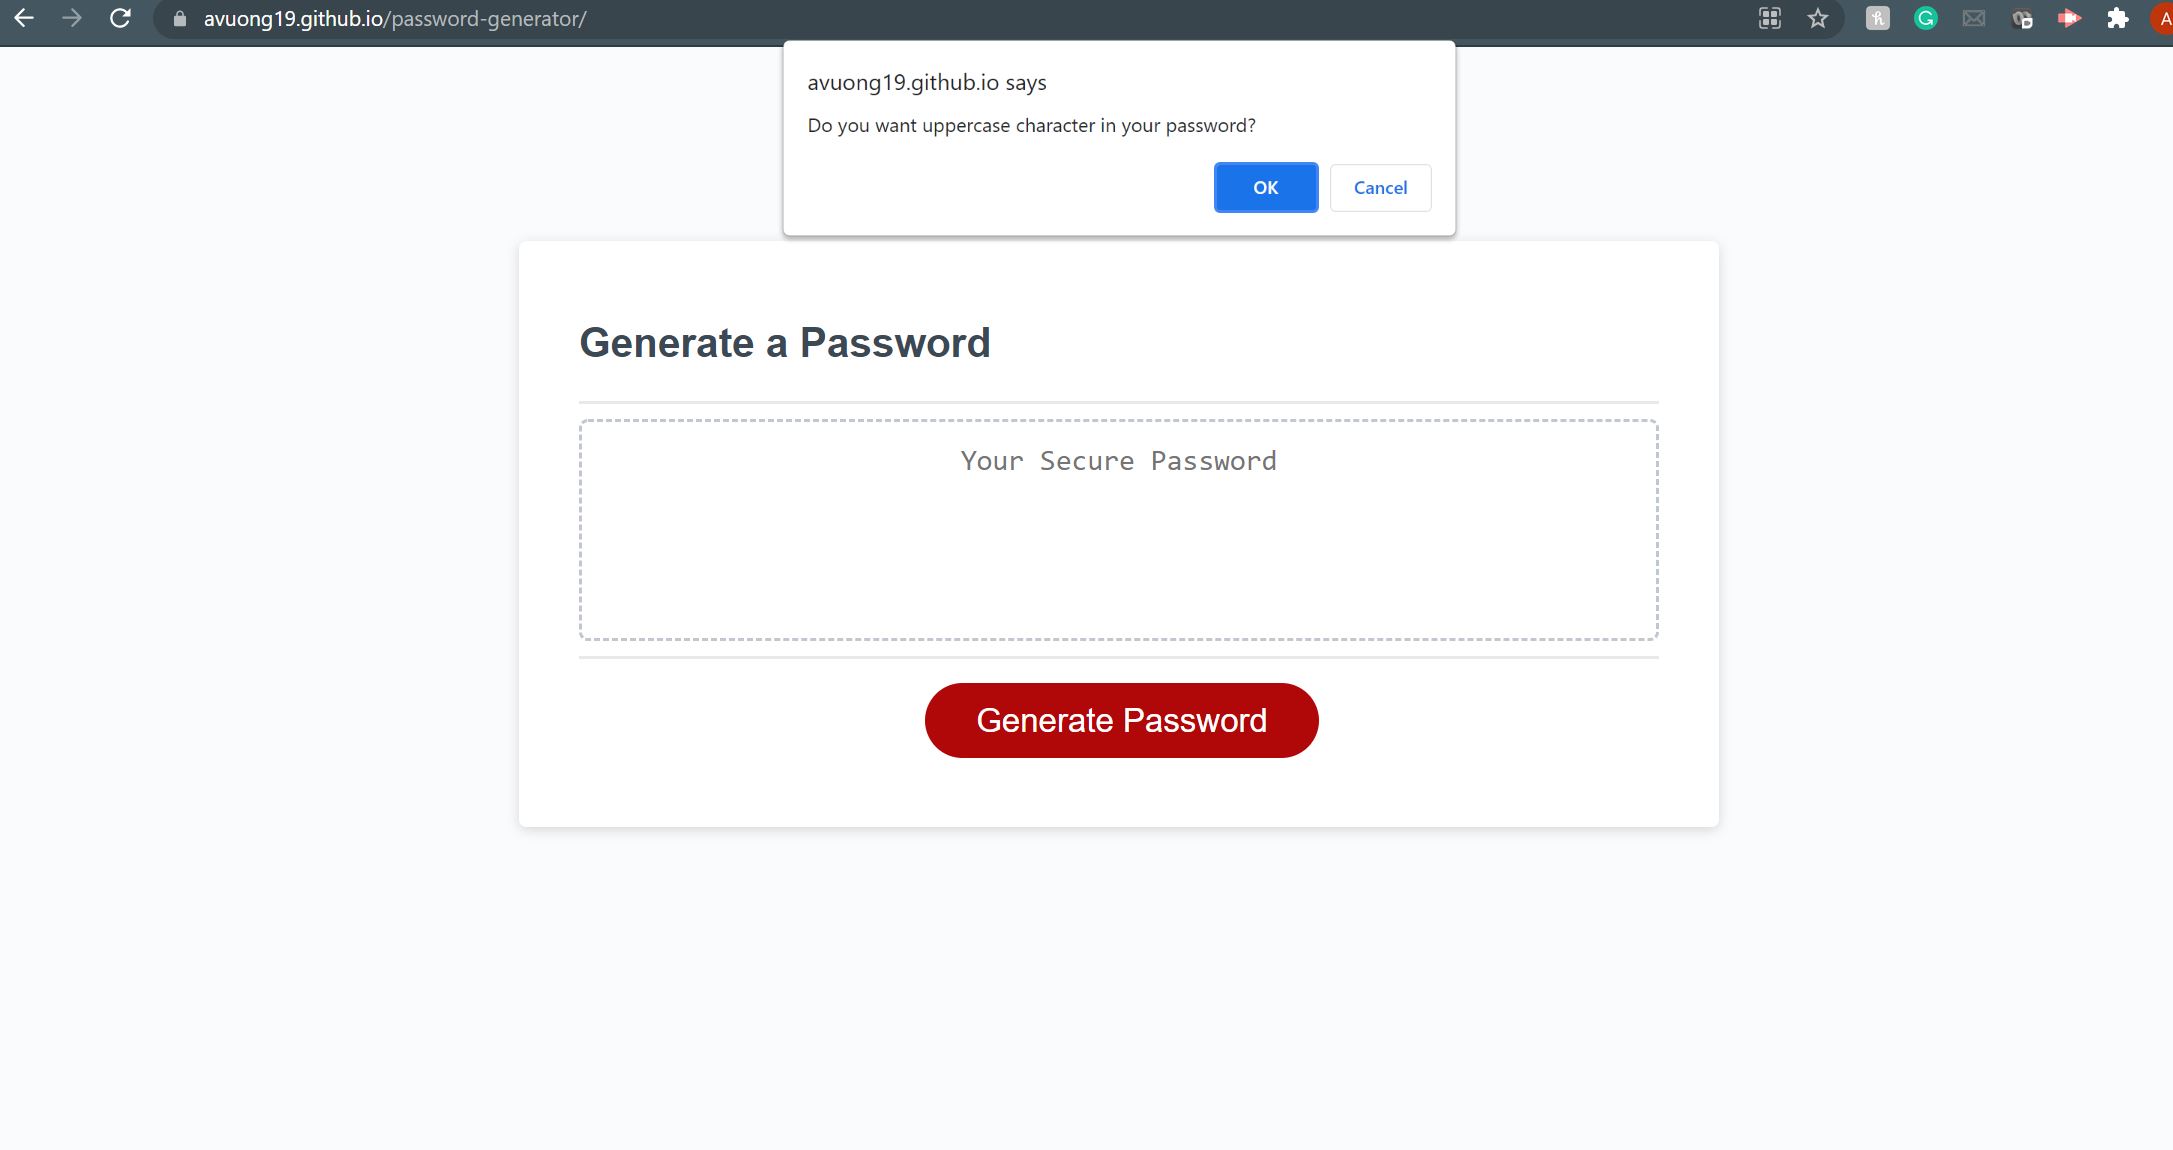 avuong19.github.io/password-generator/
A
avuong19.github.io says
Do you want uppercase character in your password?
OK
Cancel
Generate a Password
Your Secure Password
Generate Password